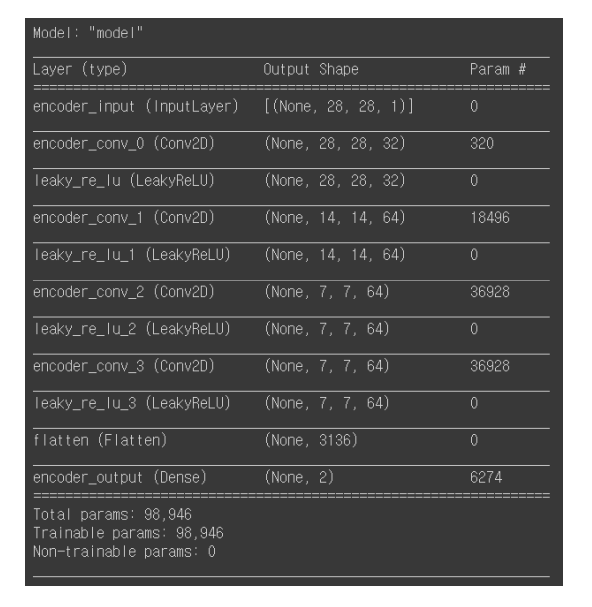 Model: "model"
Layer (type) Output Shape Param #
encoder_input (InputLayer) [(None, 28, 28, 1)] 0
encoder_conv_0 (Conv2D) (None, 28, 28, 32) 320
leaky_re_lu (LeakyReLU) (None, 28, 28, 32) 0
encoder_conv_1 (Conv2D) (None, 14, 14, 64) 18496
leaky_re_lu_1 (LeakyReLU) (None, 14, 14, 64) 0
encoder_conv_2 (Conv2D) (None, 7, 7, 64) 36928
leaky_re_lu_2 (LeakyReLU) (None, 7, 7, 64) 0
encoder_conv_3 (Conv2D) (None, 7, 7, 64) 36928
leaky_re_lu_3 (LeakyReLU) (None, 7, 7, 64) 0
flatten (Flatten) (None, 3136) 0
encoder_output (Dense) (None, 2) 6274
Total params: 98,946
Trainable params: 98,946
Non-trainable params: 0